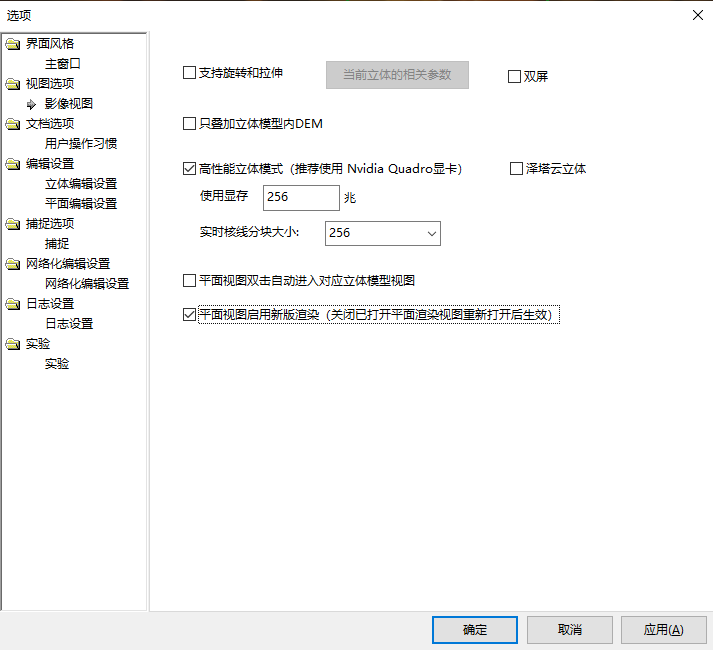 选项
界面风格
主窗口
视图选项
影像视图
文档选项
用户操作习惯
编辑设置
立体编辑设置
平面编辑设置
捕捉选项
捕捉
网络化编辑设置
网络化编辑设置
日志设置
日志设置
实验
实验
支持旋转和拉伸 当前立体的相关参数 双屏
只叠加立体模型内DEM
高性能立体模式（推荐使用 Nvidia Quadro显卡） 泽塔云立体
使用显存 256 兆
实时核线分块大小: 256
平面视图双击自动进入对应立体模型视图
平面视图启用新版渲染（关闭已打开平面渲染视图重新打开后生效）
确定 取消 应用(A)